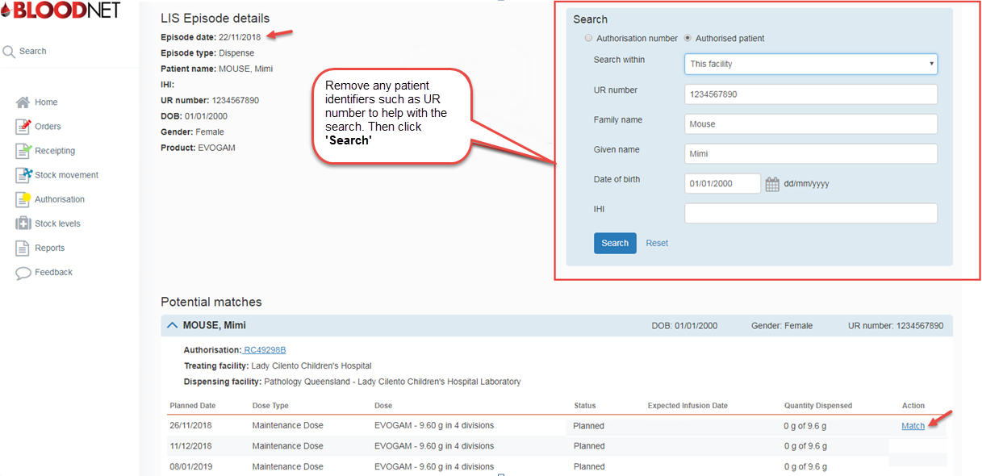 BLOODNET
Search
Home
Orders
Receipting
Stock movement
Authorisation
Stock levels
Reports
Feedback
LIS Episode details
Episode date: 22/11/2018
Episode type: Dispense
Patient name: MOUSE, Mimi
IHI:
UR number: 1234567890
DOB: 01/01/2000
Gender: Female
Product: EVOGAM
Remove any patient
identifiers such as UR
number to help with the
search. Then click
'Search'
Search
Authorisation number Authorised patient
Search within This facility
UR number 1234567890
Family name Mouse
Given name Mimi
Date of birth 01/01/2000 dd/mm/yyyy
IHI
Search Reset
Potential matches
MOUSE, Mimi DOB: 01/01/2000 Gender: Female UR number: 1234567890
Authorisation: RC49298B
Treating facility: Lady Cilento Children's Hospital
Dispensing facility: Pathology Queensland - Lady Cilento Children's Hospital Laboratory
Planned Date Dose Type Dose Status Expected Infusion Date Quantity Dispensed Action
26/11/2018 Maintenance Dose EVOGAM - 9.60 g in 4 divisions Planned 0 g of 9.6 g Match
11/12/2018 Maintenance Dose EVOGAM - 9.60 g in 4 divisions Planned 0 g of 9.6 g
08/01/2019 Maintenance Dose EVOGAM - 9.60 g in 4 divisions Planned 0 g of 9.6 g